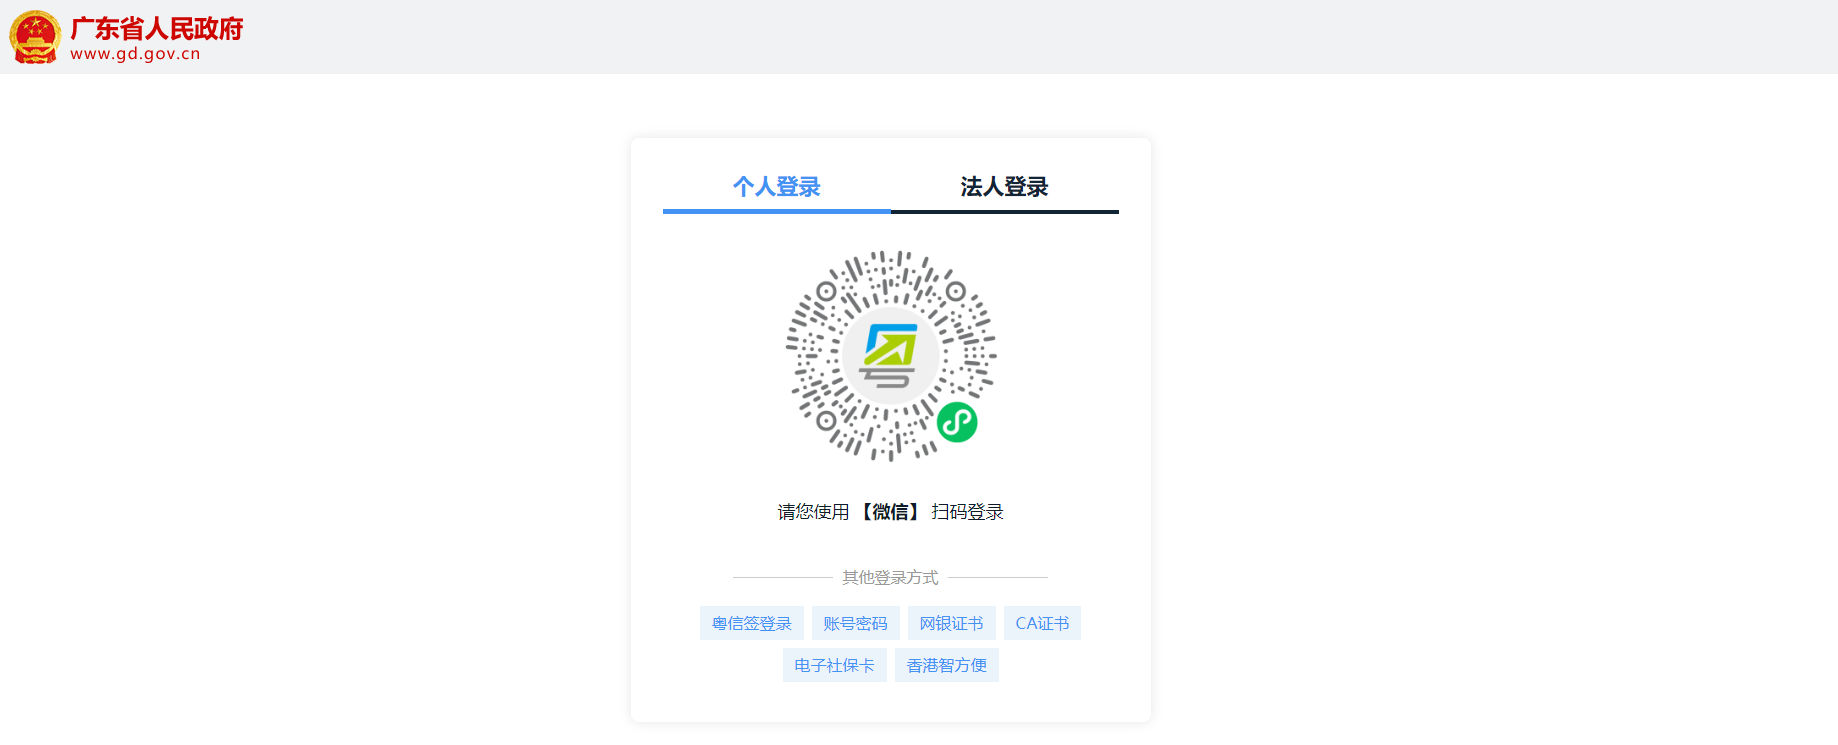 广东省人民政府
www.gd.gov.cn
个人登录 法人登录
粤
请您使用【微信】扫码登录
其他登录方式
粤信签登录 账号密码 网银证书 CA证书
电子社保卡 香港智方便